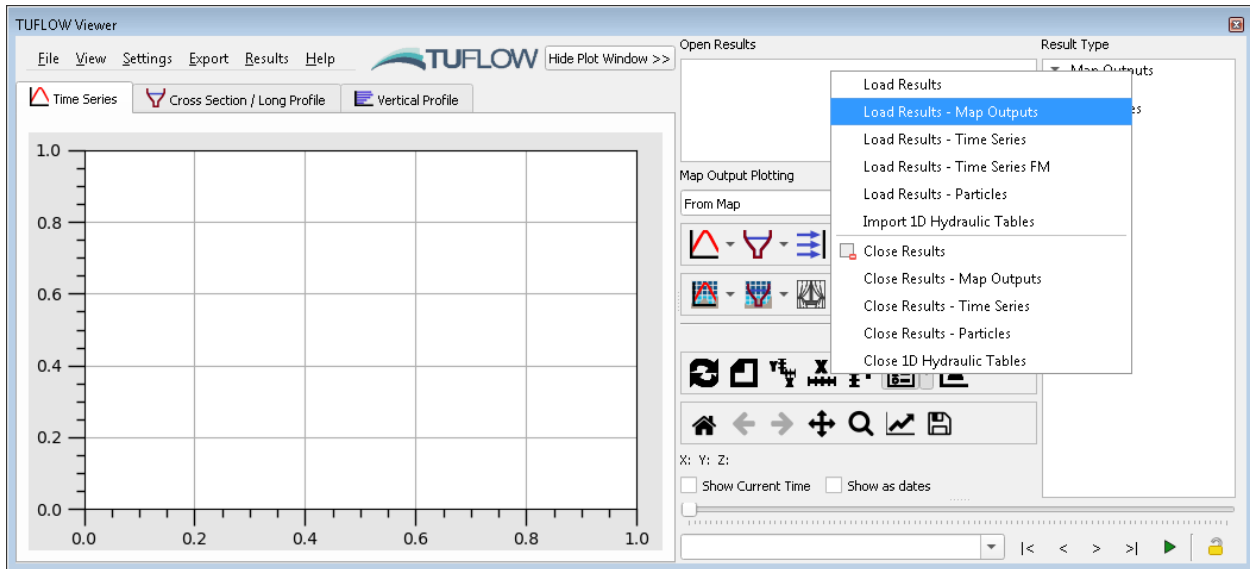 TUFLOW Viewer
File View Settings Export Results Help
TUFLOW
Hide Plot Window >>
Time Series
Cross Section / Long Profile
Vertical Profile
1.0
0.8
0.6
0.4
0.2
0.0
0.0 0.2 0.4 0.6 0.8 1.0
Open Results
Map Output Plotting
From Map
X: Y: Z:
Show Current Time
Show as dates
|< < > >|
Result Type
Map Outputs
Load Results
Load Results - Map Outputs
Load Results - Time Series
Load Results - Time Series FM
Load Results - Particles
Import 1D Hydraulic Tables
Close Results
Close Results - Map Outputs
Close Results - Time Series
Close Results - Particles
Close 1D Hydraulic Tables